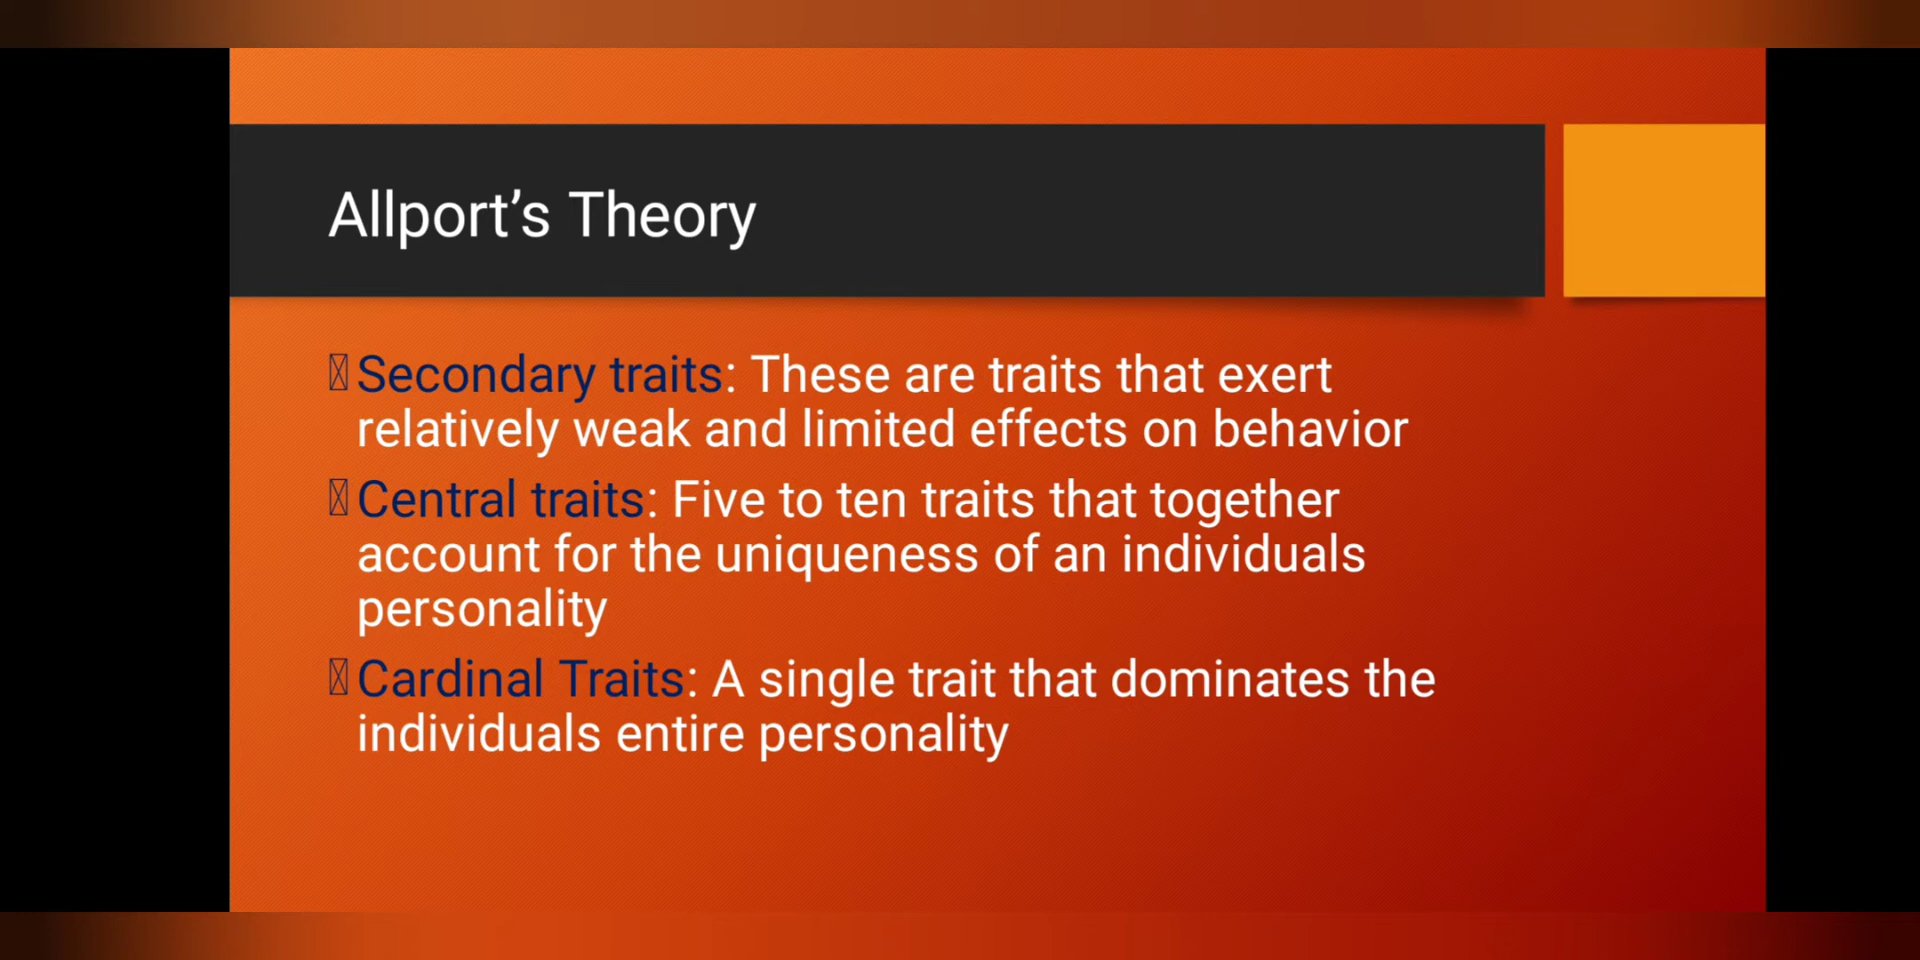 Allport’s Theory
Secondary traits: These are traits that exert
relatively weak and limited effects on behavior
Central traits: Five to ten traits that together
account for the uniqueness of an individuals
personality
Cardinal Traits: A single trait that dominates the
individuals entire personality